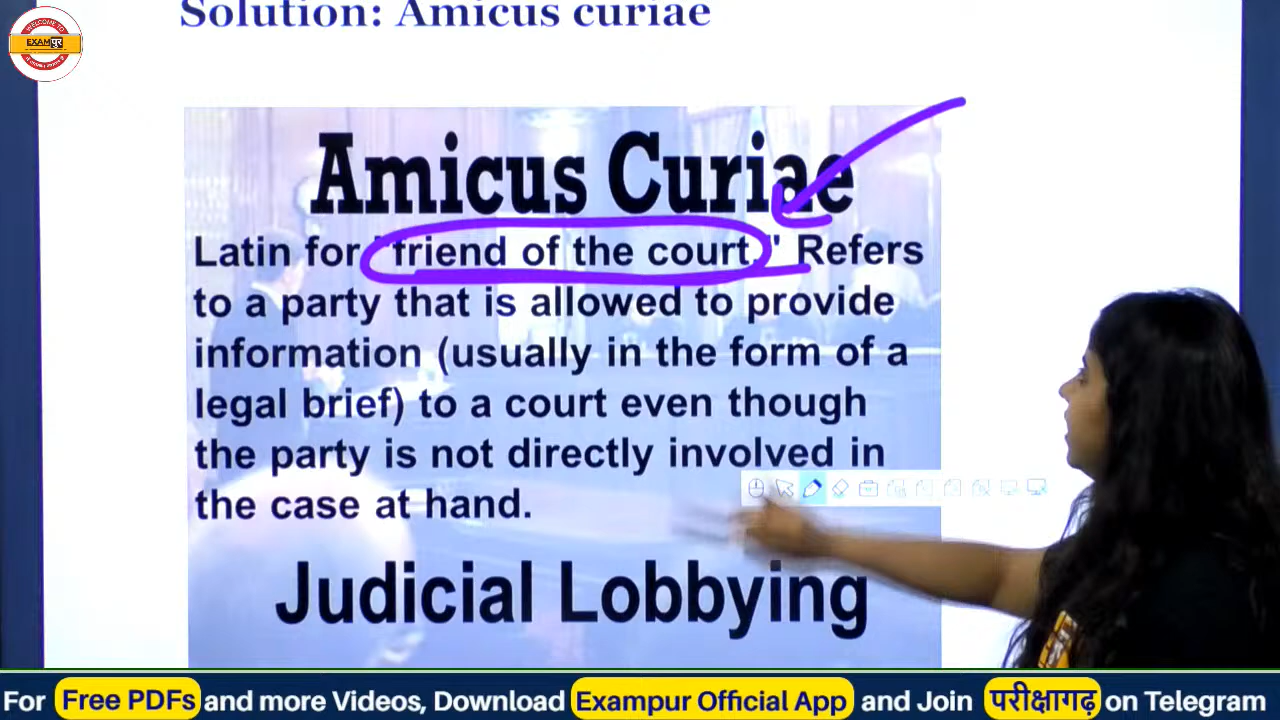 Solution: Amicus curiae
WELCOME TO
EXAMपुर
Amicus Curiae
Latin for "friend of the court." Refers
to a party that is allowed to provide
information (usually in the form of a
legal brief) to a court even though
the party is not directly involved in
the case at hand.
Judicial Lobbying
For Free PDFs and more Videos, Download Exampur Official App and Join परीक्षागढ़ on Telegram